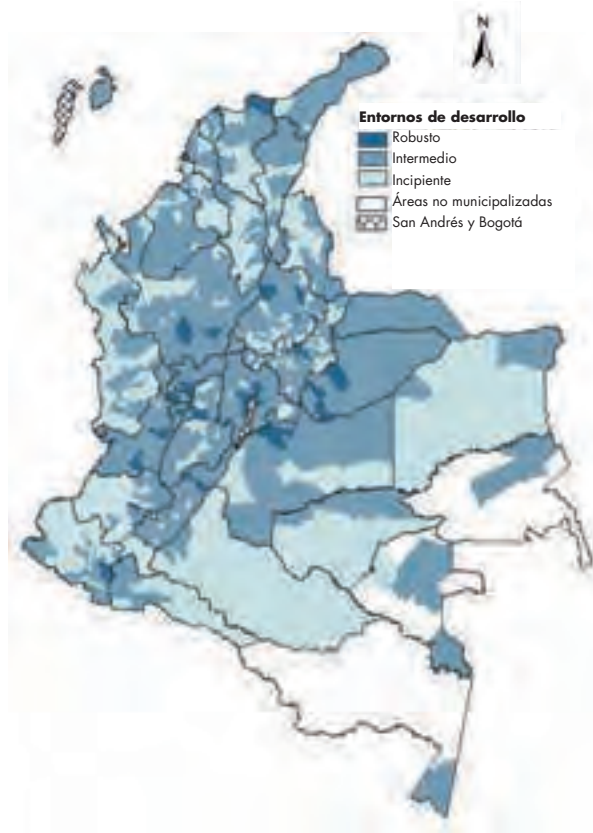 N
Entornos de desarrollo
Robusto
Intermedio
Incipiente
Áreas no municipalizadas
San Andrés y Bogotá